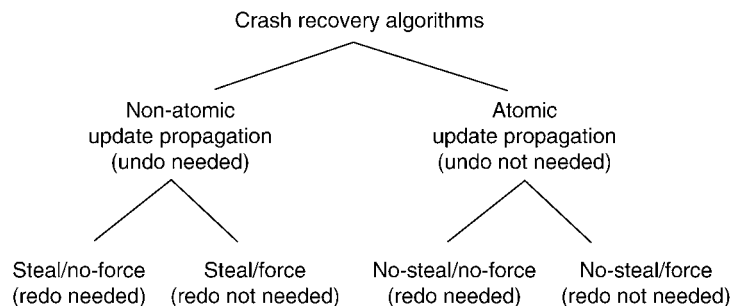 Crash recovery algorithms
Non-atomic
update propagation
(undo needed)
Atomic
update propagation
(undo not needed)
Steal/no-force
(redo needed)
Steal/force
(redo not needed)
No-steal/no-force
(redo needed)
No-steal/force
(redo not needed)